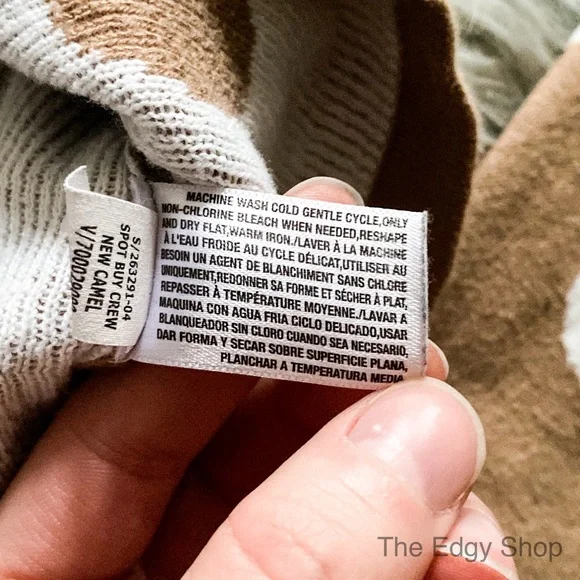 MACHINE WASH COLD GENTLE CYCLE,ONLY
NON-CHLORINE BLEACH WHEN NEEDED,RESHAPE
AND DRY FLAT,WARM IRON./LAVER À LA MACHINE
À L'EAU FROIDE AU CYCLE DÉLICAT,UTILISER AU
BESOIN UN AGENT DE BLANCHIMENT SANS CHLORE
UNIQUEMENT,REDONNER SA FORME ET SÉCHER À PLAT,
REPASSER À TEMPÉRATURE MOYENNE./LAVAR A
MAQUINA CON AGUA FRIA CICLO DELICADO,USAR
BLANQUEADOR SIN CLORO CUANDO SEA NECESARIO,
DAR FORMA Y SECAR SOBRE SUPERFICIE PLANA,
PLANCHAR A TEMPERATURA MEDIA
S/263291-04
SPOT BUY CREW
NEW CAMEL
The Edgy Shop